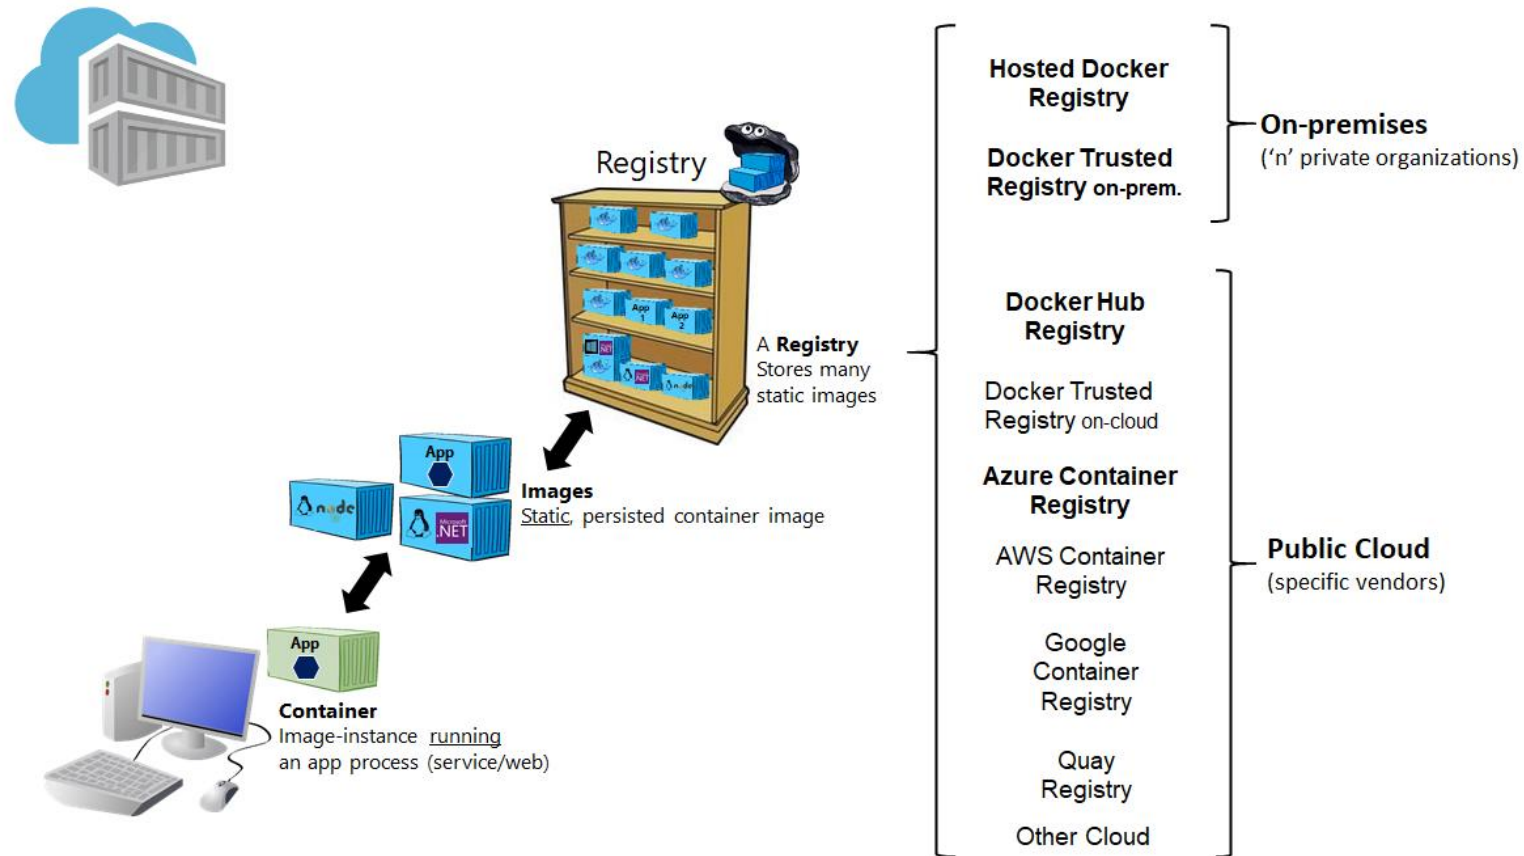 Registry
App
1
App
2
.NET
.NET
node
A Registry
Stores many
static images
App
node
Microsoft
.NET
Images
Static, persisted container image
App
Container
Image-instance running
an app process (service/web)
Hosted Docker
Registry
Docker Trusted
Registry on-prem.
On-premises
(‘n’ private organizations)
Docker Hub
Registry
Docker Trusted
Registry on-cloud
Azure Container
Registry
AWS Container
Registry
Google
Container
Registry
Quay
Registry
Other Cloud
Public Cloud
(specific vendors)